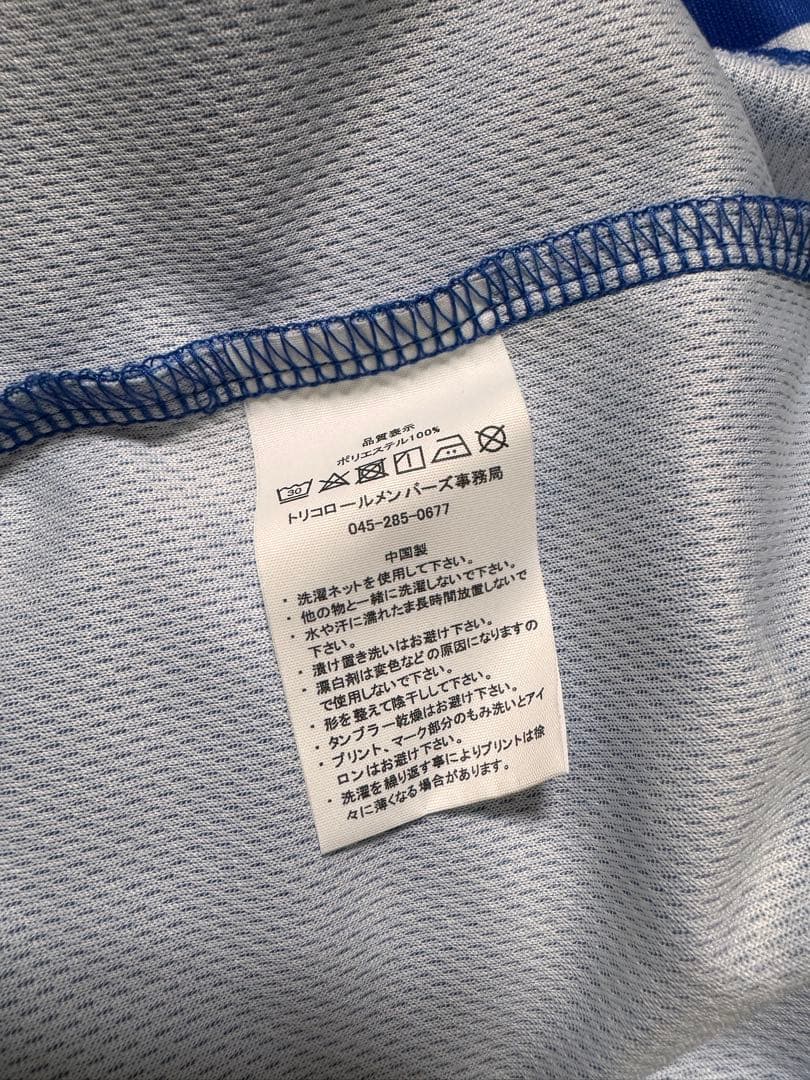 品質表示
ポリエステル100%
30
トリコロールメンバーズ事務局
045-285-0677
中国製
・洗濯ネットを使用して下さい。
・他の物と一緒に洗濯しないで下さい。
・水や汗に濡れたまま長時間放置しないで
下さい。
・漬け置き洗いはお避け下さい。
・漂白剤は変色などの原因になりますの
で使用しないで下さい。
・形を整えて陰干しして下さい。
・タンブラー乾燥はお避け下さい。
・プリント、マーク部分のもみ洗いとアイ
ロンはお避け下さい。
・洗濯を繰り返す事によりプリントは徐
々に薄くなる場合があります。